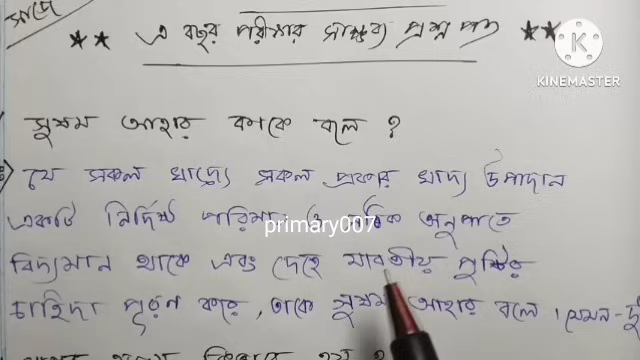 এ বছর পরীক্ষার সাম্ভাব্য প্রশ্ন পত্র
KINEMASTER
সুষম আহার কাকে বলে ?
যে সকল খাদ্যে সকল প্রকার খাদ্য উপাদান
একটি নির্দিষ্ট পরিমান ও সঠিক অনুপাতে
primary007
বিদ্যমান থাকে এবং দেহে যাবতীয় পুষ্টির
চাহিদা পূরণ করে, তাকে সুষম আহার বলে । যেমন-